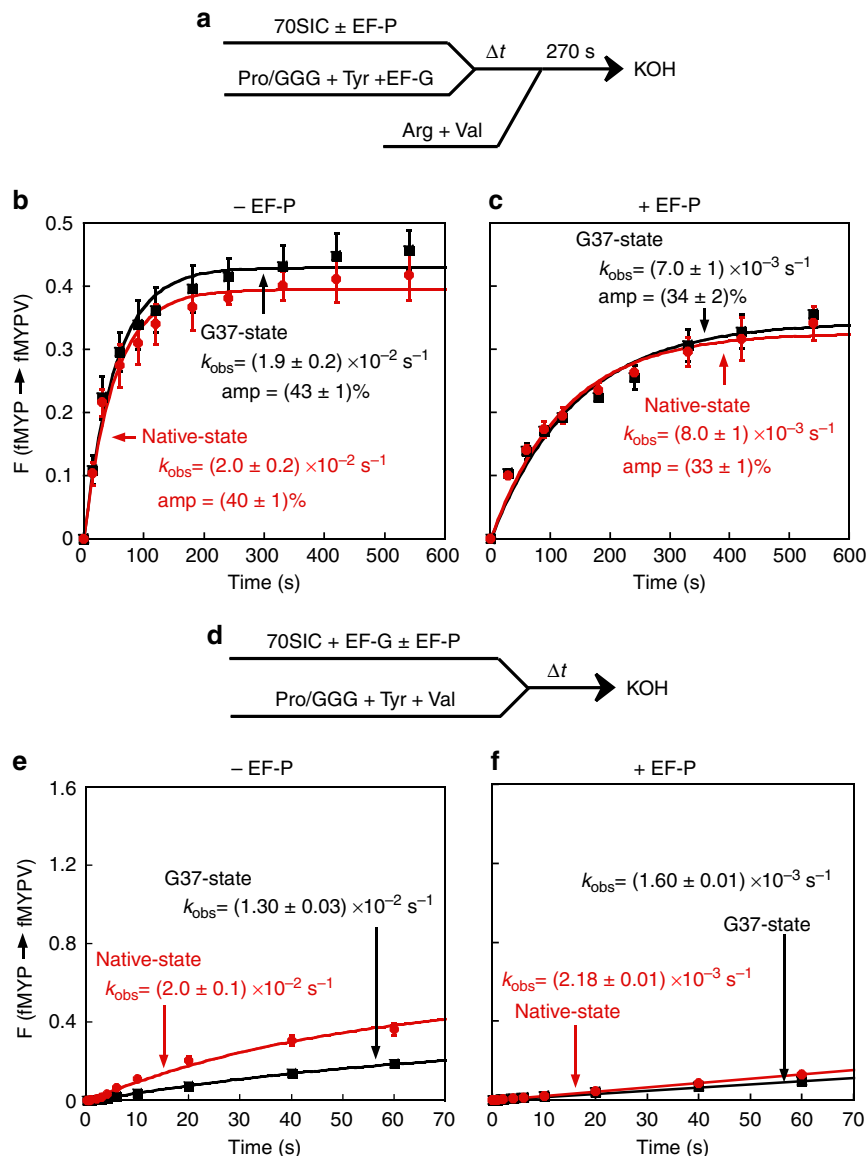 a
70SIC ± EF-P
Δt
270 s
KOH
Pro/GGG + Tyr +EF-G
Arg + Val
b
– EF-P
F (fMYP → fMYPV)
0.5
0.4
0.3
0.2
0.1
0
G37-state
kobs= (1.9 ± 0.2) ×10–2 s–1
amp = (43 ± 1)%
Native-state
kobs= (2.0 ± 0.2) ×10–2 s–1
amp = (40 ± 1)%
0 100 200 300 400 500 600
Time (s)
c
+ EF-P
G37-state
kobs= (7.0 ± 1) ×10–3 s–1
amp = (34 ± 2)%
Native-state
kobs= (8.0 ± 1) ×10–3 s–1
amp = (33 ± 1)%
0 100 200 300 400 500 600
Time (s)
d
70SIC + EF-G ± EF-P
Δt
KOH
Pro/GGG + Tyr + Val
e
– EF-P
F (fMYP → fMYPV)
1.6
1.2
0.8
0.4
0
G37-state
kobs= (1.30 ± 0.03) ×10–2 s–1
Native-state
kobs= (2.0 ± 0.1) ×10–2 s–1
0 10 20 30 40 50 60 70
Time (s)
f
+ EF-P
kobs= (1.60 ± 0.01) ×10–3 s–1
G37-state
kobs= (2.18 ± 0.01) ×10–3 s–1
Native-state
0 10 20 30 40 50 60 70
Time (s)